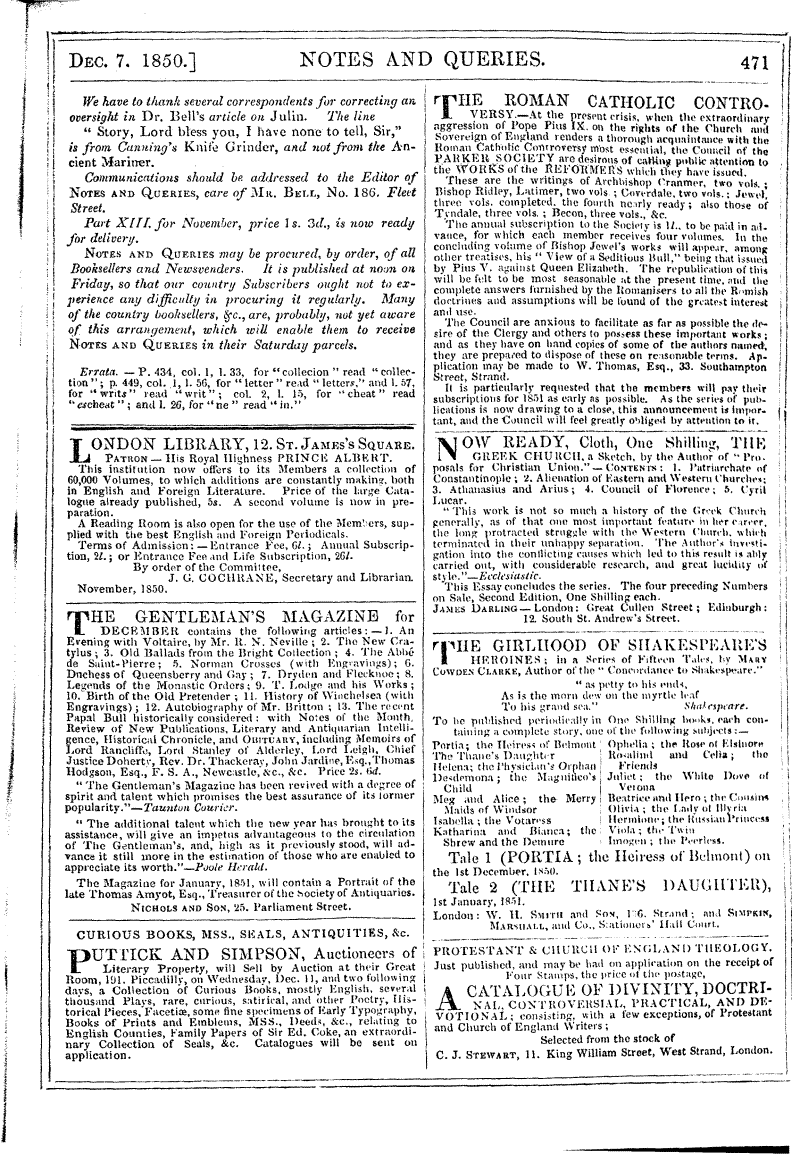 DEC. 7. 1850.] NOTES AND QUERIES. 471
We have to thank several correspondents for correcting an
oversight in DR. BELL's article on Julin. The line
" Story, Lord bless you, I have none to tell, Sir,"
is from Canning's Knife Grinder, and not from the An-
cient Mariner.
Communications should be addressed to the Editor of
NOTES AND QUERIES, care of MR. BELL, No. 186. Fleet
Street.
Part XIII. for November, price 1s. 3d., is now ready
for delivery.
NOTES AND QUERIES may be procured, by order, of all
Booksellers and Newsvenders. It is published at noon on
Friday, so that our country Subscribers ought not to ex-
perience any difficulty in procuring it regularly. Many
of the country booksellers, &c., are, probably, not yet aware
of this arrangement, which will enable them to receive
NOTES AND QUERIES in their Saturday parcels.
Errata. — P. 434, col. 1, l. 33, for "collecion" read "collec-
tion"; p. 449, col. 1, l. 56, for "letter" read "letters," and l. 57,
for "writs" read "writ"; col. 2, l. 15, for "cheat" read
"escheat"; and l. 26, for "ne" read "in."
LONDON LIBRARY, 12. ST. JAMES'S SQUARE.
PATRON — His Royal Highness PRINCE ALBERT.
This institution now offers to its Members a collection of
60,000 Volumes, to which additions are constantly making, both
in English and Foreign Literature. Price of the large Cata-
logue already published, 5s. A second volume is now in pre-
paration.
A Reading Room is also open for the use of the Members, sup-
plied with the best English and Foreign Periodicals.
Terms of Admission: — Entrance Fee, 6l.; Annual Subscrip-
tion, 2l.; or Entrance Fee and Life Subscription, 26l.
By order of the Committee,
J. G. COCHRANE, Secretary and Librarian.
November, 1850.
THE GENTLEMAN'S MAGAZINE for
DECEMBER contains the following articles: — 1. An
Evening with Voltaire, by Mr. R. N. Neville; 2. The New Cra-
tylus; 3. Old Ballads from the Bright Collection; 4. The Abbé
de Saint-Pierre; 5. Norman Crosses (with Engravings); 6.
Duchess of Queensberry and Gay; 7. Dryden and Flecknoe; 8.
Legends of the Monastic Orders; 9. T. Lodge and his Works;
10. Birth of the Old Pretender; 11. History of Winchelsea (with
Engravings); 12. Autobiography of Mr. Britton; 13. The recent
Papal Bull historically considered: with Notes of the Month,
Review of New Publications, Literary and Antiquarian Intelli-
gence, Historical Chronicle, and OBITUARY, including Memoirs of
Lord Rancliffe, Lord Stanley of Alderley, Lord Leigh, Chief
Justice Doherty, Rev. Dr. Thackeray, John Jardine, Esq., Thomas
Hodgson, Esq., F. S. A., Newcastle, &c., &c. Price 2s. 6d.
"The Gentleman's Magazine has been revived with a degree of
spirit and talent which promises the best assurance of its former
popularity."—Taunton Courier.
"The additional talent which the new year has brought to its
assistance, will give an impetus advantageous to the circulation
of The Gentleman's, and, high as it previously stood, will ad-
vance it still more in the estimation of those who are enabled to
appreciate its worth."—Poole Herald.
The Magazine for January, 1851, will contain a Portrait of the
late Thomas Amyot, Esq., Treasurer of the Society of Antiquaries.
NICHOLS AND SON, 25. Parliament Street.
CURIOUS BOOKS, MSS., SEALS, ANTIQUITIES, &c.
PUTTICK AND SIMPSON, Auctioneers of
Literary Property, will Sell by Auction at their Great
Room, 191. Piccadilly, on Wednesday, Dec. 11, and two following
days, a Collection of Curious Books, mostly English, several
thousand Plays, rare, curious, satirical, and other Poetry, His-
torical Pieces, Facetiæ, some fine specimens of Early Typography,
Books of Prints and Emblems, MSS., Deeds, &c., relating to
English Counties, Family Papers of Sir Ed. Coke, an extraordi-
nary Collection of Seals, &c. Catalogues will be sent on
application.
THE ROMAN CATHOLIC CONTRO-
VERSY.—At the present crisis, when the extraordinary
aggression of Pope Pius IX. on the rights of the Church and
Sovereign of England renders a thorough acquaintance with the
Roman Catholic Controversy most essential, the Council of the
PARKER SOCIETY are desirous of calling public attention to
the WORKS of the REFORMERS which they have issued.
These are the writings of Archbishop Cranmer, two vols.;
Bishop Ridley, Latimer, two vols; Coverdale, two vols.; Jewel,
three vols. completed, the fourth nearly ready; also those of
Tyndale, three vols.; Becon, three vols., &c.
The annual subscription to the Society is 1l., to be paid in ad-
vance, for which each member receives four volumes. In the
concluding volume of Bishop Jewel's works will appear, among
other treatises, his "View of a Seditious Bull," being that issued
by Pius V. against Queen Elizabeth. The republication of this
will be felt to be most seasonable at the present time, and the
complete answers furnished by the Romanisers to all the Romish
doctrines and assumptions will be found of the greatest interest
and use.
The Council are anxious to facilitate as far as possible the de-
sire of the Clergy and others to possess these important works;
and as they have on hand copies of some of the authors named,
they are prepared to dispose of these on reasonable terms. Ap-
plication may be made to W. Thomas, Esq., 33. Southampton
Street, Strand.
It is particularly requested that the members will pay their
subscriptions for 1851 as early as possible. As the series of pub-
lications is now drawing to a close, this announcement is impor-
tant, and the Council will feel greatly obliged by attention to it.
NOW READY, Cloth, One Shilling, THE
GREEK CHURCH, a Sketch, by the Author of "Pro-
posals for Christian Union." — CONTENTS: 1. Patriarchate of
Constantinople; 2. Alienation of Eastern and Western Churches;
3. Athanasius and Arius; 4. Council of Florence; 5. Cyril
Lucar.
"This work is not so much a history of the Greek Church
generally, as of that one most important feature in her career,
the long protracted struggle with the Western Church, which
terminated in their unhappy separation. The Author's investi-
gation into the conflicting causes which led to this result is ably
carried out, with considerable research, and great lucidity of
style."—Ecclesiastic.
This Essay concludes the series. The four preceding Numbers
on Sale, Second Edition, One Shilling each.
JAMES DARLING — London: Great Cullen Street; Edinburgh:
12. South St. Andrew's Street.
THE GIRLHOOD OF SHAKESPEARE'S
HEROINES; in a Series of Fifteen Tales, by MARY
COWDEN CLARKE, Author of the "Concordance to Shakespeare."
"as petty to his ends,
As is the morn dew on the myrtle leaf
To his grand sea." Shakespeare.
To be published periodically in One Shilling books, each con-
taining a complete story, one of the following subjects:—
Portia; the Heiress of Belmont
The Thane's Daughter
Helena; the Physician's Orphan
Desdemona; the Magnifico's
Child
Meg and Alice; the Merry
Maids of Windsor
Isabella; the Votaress
Katharina and Bianca; the
Shrew and the Demure
Ophelia; the Rose of Elsinore
Rosalind and Celia; the
Friends
Juliet; the White Dove of
Verona
Beatrice and Hero; the Cousins
Olivia; the Lady of Illyria
Hermione; the Russian Princess
Viola; the Twin
Imogen; the Peerless.
Tale 1 (PORTIA; the Heiress of Belmont) on
the 1st December, 1850.
Tale 2 (THE THANE'S DAUGHTER),
1st January, 1851.
London: W. H. SMITH and SON, 136. Strand; and SIMPKIN,
MARSHALL, and Co., Stationers' Hall Court.
PROTESTANT & CHURCH OF ENGLAND THEOLOGY.
Just published, and may be had on application on the receipt of
Four Stamps, the price of the postage,
A CATALOGUE OF DIVINITY, DOCTRI-
NAL, CONTROVERSIAL, PRACTICAL, AND DE-
VOTIONAL; consisting, with a few exceptions, of Protestant
and Church of England Writers;
Selected from the stock of
C. J. STEWART, 11. King William Street, West Strand, London.